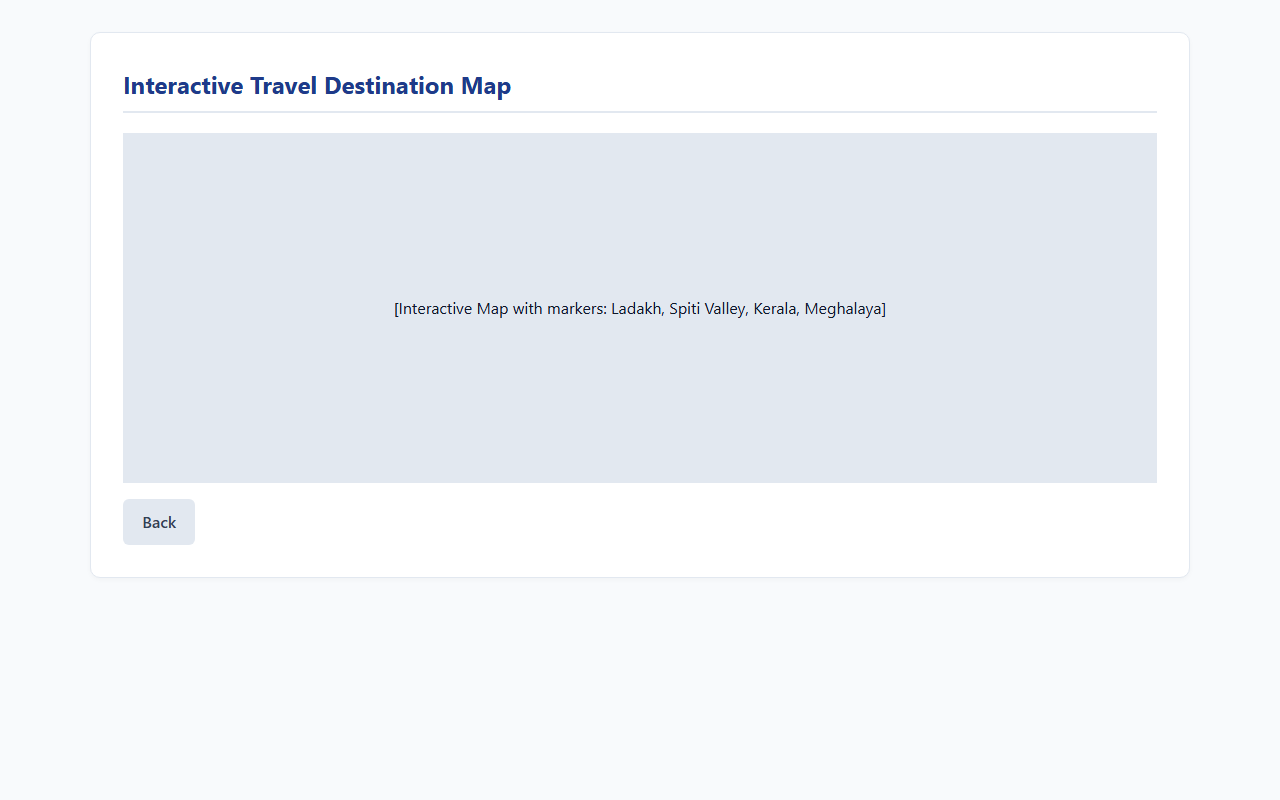 Interactive Travel Destination Map
[Interactive Map with markers: Ladakh, Spiti Valley, Kerala, Meghalaya]
Back